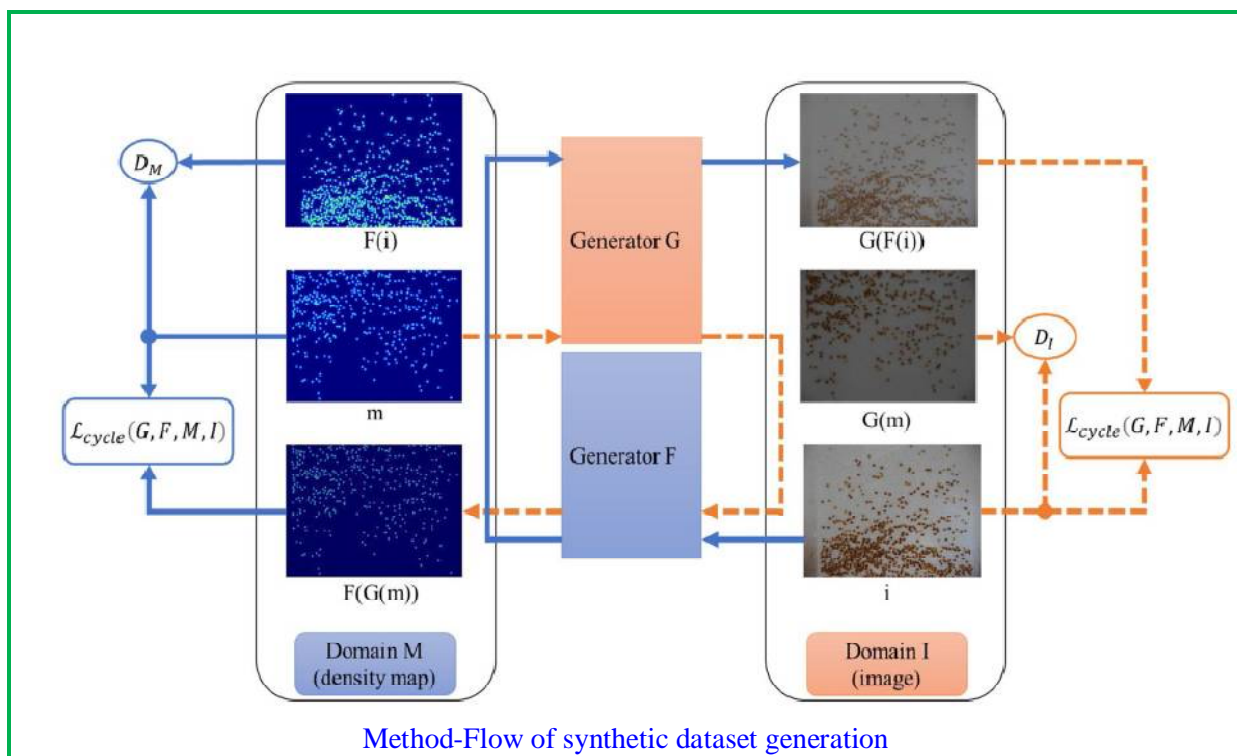 D_M
F(i)
m
ℒ_cycle(G, F, M, I)
F(G(m))
Domain M
(density map)
Generator G
Generator F
G(F(i))
G(m)
i
Domain I
(image)
D_I
ℒ_cycle(G, F, M, I)
Method-Flow of synthetic dataset generation